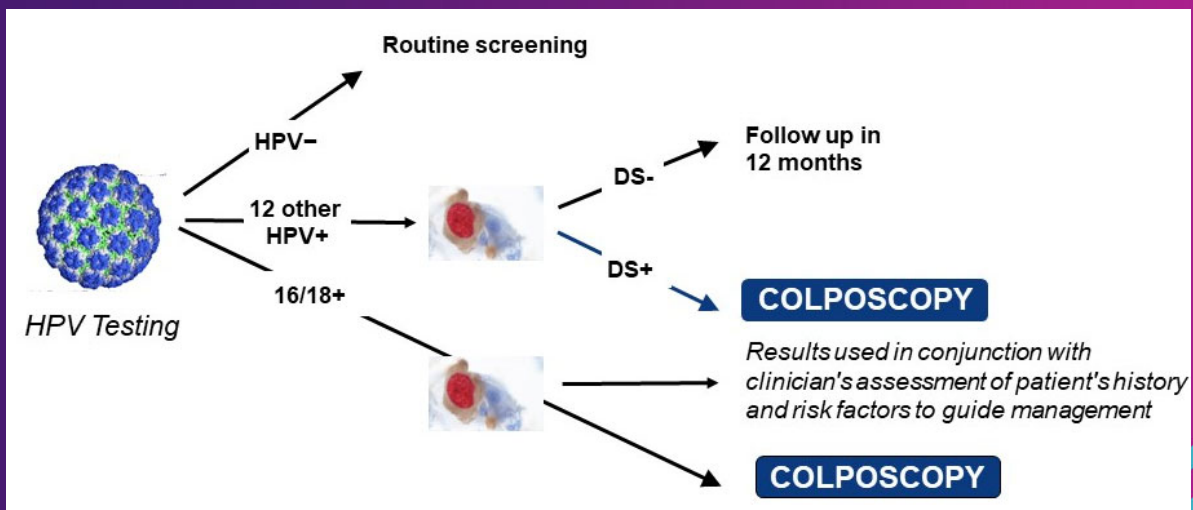 Routine screening
HPV–
Follow up in
12 months
DS-
12 other
HPV+
DS+
16/18+
COLPOSCOPY
HPV Testing
Results used in conjunction with
clinician's assessment of patient's history
and risk factors to guide management
COLPOSCOPY